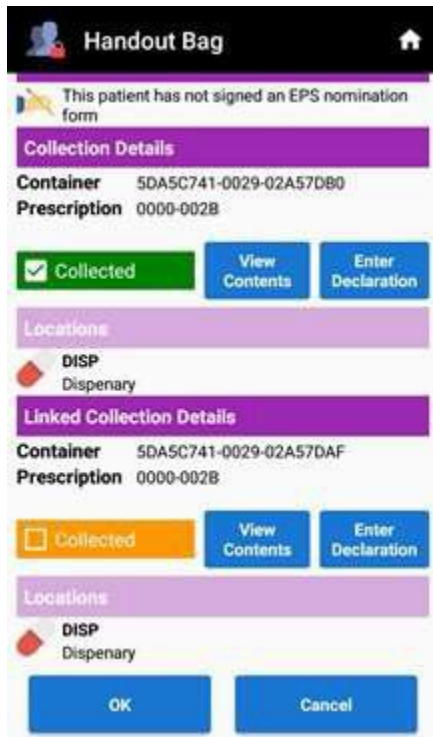 Handout Bag
This patient has not signed an EPS nomination
form
Collection Details
Container 5DA5C741-0029-02A57DB0
Prescription 0000-002B
Collected
View
Contents
Enter
Declaration
Locations
DISP
Dispenary
Linked Collection Details
Container 5DA5C741-0029-02A57DAF
Prescription 0000-002B
Collected
View
Contents
Enter
Declaration
Locations
DISP
Dispenary
OK
Cancel